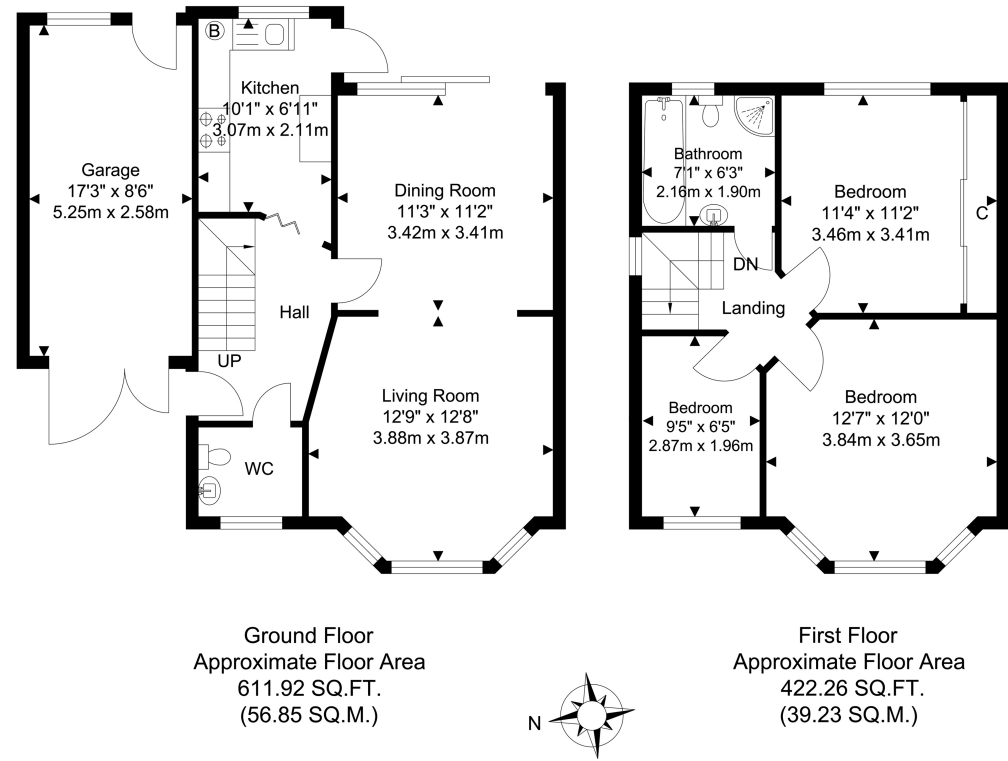 B
Kitchen
10'1" x 6'11"
3.07m x 2.11m
Garage
17'3" x 8'6"
5.25m x 2.58m
Dining Room
11'3" x 11'2"
3.42m x 3.41m
Hall
UP
Living Room
12'9" x 12'8"
3.88m x 3.87m
WC
Bathroom
7'1" x 6'3"
2.16m x 1.90m
Bedroom
11'4" x 11'2"
3.46m x 3.41m
C
DN
Landing
Bedroom
9'5" x 6'5"
2.87m x 1.96m
Bedroom
12'7" x 12'0"
3.84m x 3.65m
Ground Floor
Approximate Floor Area
611.92 SQ.FT.
(56.85 SQ.M.)
N
First Floor
Approximate Floor Area
422.26 SQ.FT.
(39.23 SQ.M.)